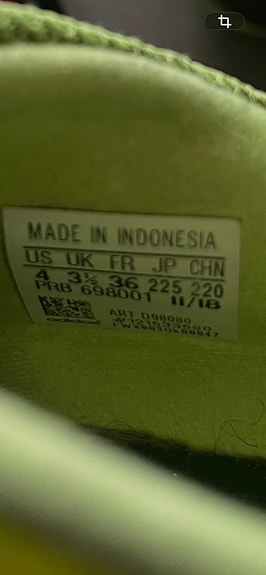 MADE IN INDONESIA
US UK FR JP CHN
4 3½ 36 225 220
PRB 698001 11/18
adidas ART D98080